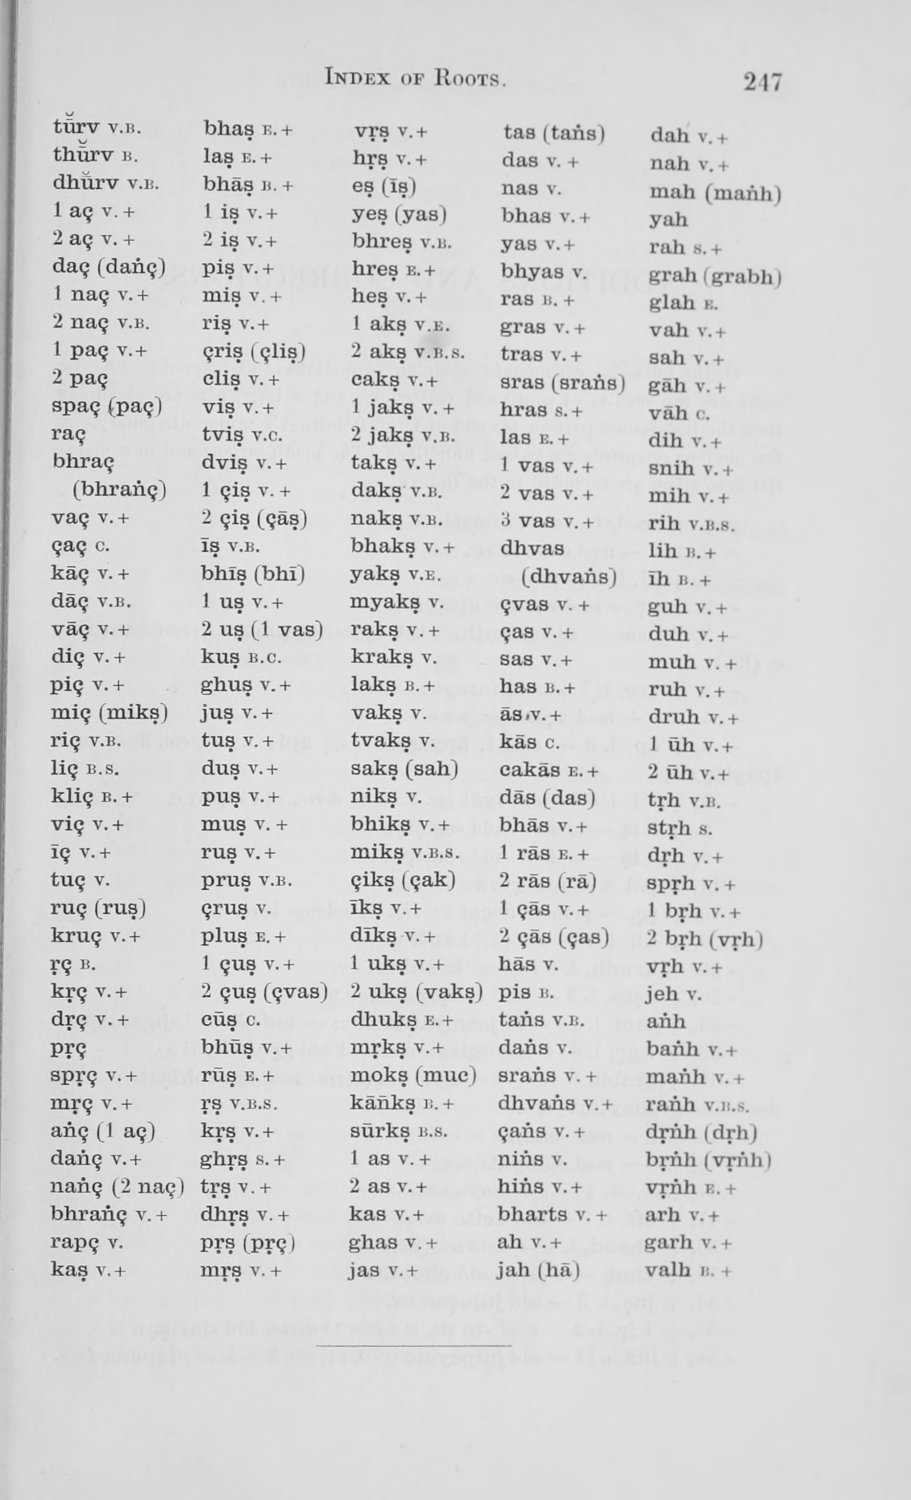 INDEX OF ROOTS.
247
tū̆rv V.B.
thū̆rv B.
dhū̆rv V.B.
1 aç V. +
2 aç V. +
daç (daṅç)
1 naç V. +
2 naç V.B.
1 paç V. +
2 paç
spaç (paç)
raç
bhraç
(bhraṅç)
vaç V. +
çaç C.
kāç V. +
dāç V.B.
vāç V. +
diç V. +
piç V. +
miç (mikṣ)
riç V.B.
liç B.S.
kliç B. +
viç V. +
īç V. +
tuç V.
ruç (ruṣ)
kruç V. +
ṛç B.
kṛç V. +
dṛç V. +
pṛç
spṛç V. +
mṛç V. +
aṅç (1 aç)
daṅç V. +
naṅç (2 naç)
bhraṅç V. +
rapç V.
kaṣ V. +
bhaṣ E. +
laṣ E. +
bhāṣ B. +
1 iṣ V. +
2 iṣ V. +
piṣ V. +
miṣ V. +
riṣ V. +
çriṣ (çliṣ)
çliṣ V. +
viṣ V. +
tviṣ V.C.
dviṣ V. +
1 çiṣ V. +
2 çiṣ (çāṣ)
īṣ V.B.
bhīṣ (bhī)
1 uṣ V. +
2 uṣ (1 vas)
kuṣ B.C.
ghuṣ V. +
juṣ V. +
tuṣ V. +
duṣ V. +
puṣ V. +
muṣ V. +
ruṣ V. +
pruṣ V.B.
çruṣ V.
pluṣ E. +
1 çuṣ V. +
2 çuṣ (çvas)
cūṣ C.
bhūṣ V. +
rūṣ E. +
ṛṣ V.B.S.
kṛṣ V. +
ghṛṣ S. +
tṛṣ V. +
dhṛṣ V. +
pṛṣ (pṛç)
mṛṣ V. +
vṛṣ V. +
hṛṣ V. +
eṣ (īṣ)
yeṣ (yas)
bhreṣ V.B.
hreṣ E. +
heṣ V. +
1 akṣ V.E.
2 akṣ V.B.S.
cakṣ V. +
1 jakṣ V. +
2 jakṣ V.B.
takṣ V. +
dakṣ V.B.
nakṣ V.B.
bhakṣ V. +
yakṣ V.E.
myakṣ V.
rakṣ V. +
krakṣ V.
lakṣ B. +
vakṣ V.
tvakṣ V.
sakṣ (sah)
nikṣ V.
bhikṣ V. +
mikṣ V.B.S.
çikṣ (çak)
īkṣ V. +
dīkṣ V. +
1 ukṣ V. +
2 ukṣ (vakṣ)
dhukṣ E. +
mṛkṣ V. +
mokṣ (muc)
kāñkṣ B. +
sūrkṣ B.S.
1 as V. +
2 as V. +
kas V. +
ghas V. +
jas V. +
tas (taṅs)
das V. +
nas V.
bhas V. +
yas V. +
bhyas V.
ras B. +
gras V. +
tras V. +
sras (sraṅs)
hras S. +
las E. +
1 vas V. +
2 vas V. +
3 vas V. +
dhvas
(dhvaṅs)
çvas V. +
ças V. +
sas V. +
has B. +
ās V. +
kās C.
cakās E. +
dās (das)
bhās V. +
1 rās E. +
2 rās (rā)
1 çās V. +
2 çās (ças)
hās V.
pis B.
taṅs V.B.
daṅs V.
sraṅs V. +
dhvaṅs V. +
çaṅs V. +
niṅs V.
hiṅs V. +
bharts V. +
ah V. +
jah (hā)
dah V. +
nah V. +
mah (maṅh)
yah
rah S. +
grah (grabh)
glah E.
vah V. +
sah V. +
gāh V. +
vāh C.
dih V. +
snih V. +
mih V. +
rih V.B.S.
lih B. +
īh B. +
guh V. +
duh V. +
muh V. +
ruh V. +
druh V. +
1 ūh V. +
2 ūh V. +
tṛh V.B.
stṛh S.
dṛh V. +
spṛh V. +
1 bṛh V. +
2 bṛh (vṛh)
vṛh V. +
jeh V.
aṅh
baṅh V. +
maṅh V. +
raṅh V.B.S.
dṛṅh (dṛh)
bṛṅh (vṛṅh)
vṛṅh E. +
arh V. +
garh V. +
valh B. +